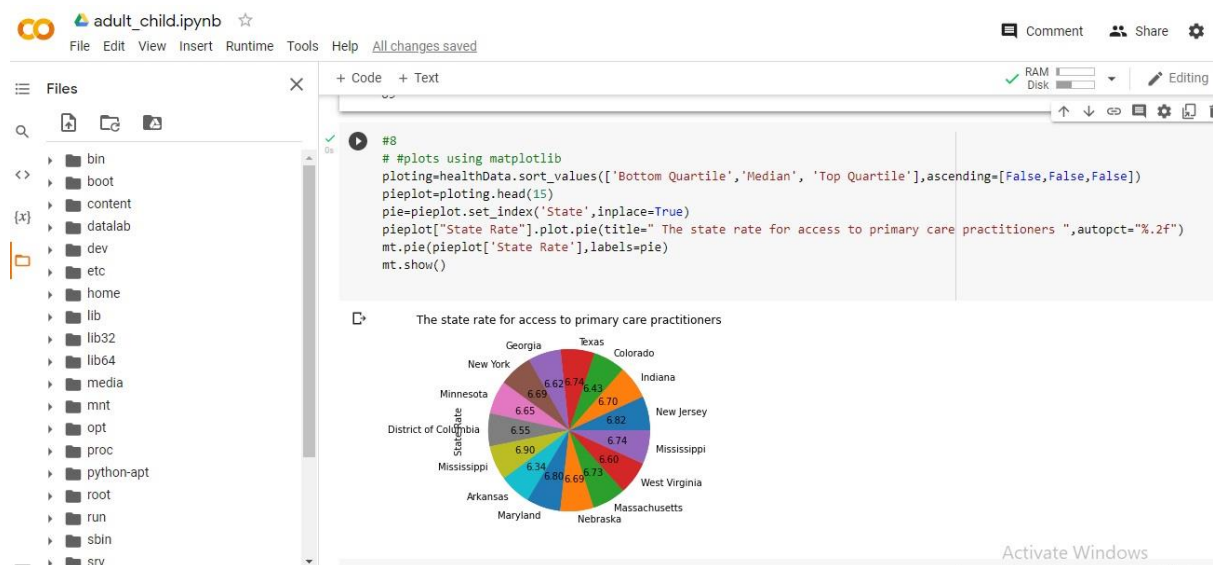 adult_child.ipynb
Comment Share
File Edit View Insert Runtime Tools Help All changes saved
Files
+ Code + Text
RAM
Disk
Editing
bin
boot
content
datalab
dev
etc
home
lib
lib32
lib64
media
mnt
opt
proc
python-apt
root
run
sbin
srv
{x}
0s
#8
# #plots using matplotlib
ploting=healthData.sort_values(['Bottom Quartile','Median', 'Top Quartile'],ascending=[False,False,False])
pieplot=ploting.head(15)
pie=pieplot.set_index('State',inplace=True)
pieplot["State Rate"].plot.pie(title=" The state rate for access to primary care practitioners ",autopct="%.2f")
mt.pie(pieplot['State Rate'],labels=pie)
mt.show()
The state rate for access to primary care practitioners
Texas
Georgia
Colorado
New York
Indiana
Minnesota
New Jersey
District of Columbia
Mississippi
Mississippi
West Virginia
Arkansas
Massachusetts
Maryland
Nebraska
State Rate
6.62
6.74
6.43
6.69
6.70
6.65
6.82
6.55
6.74
6.90
6.60
6.34
6.73
6.80
6.69
Activate Windows